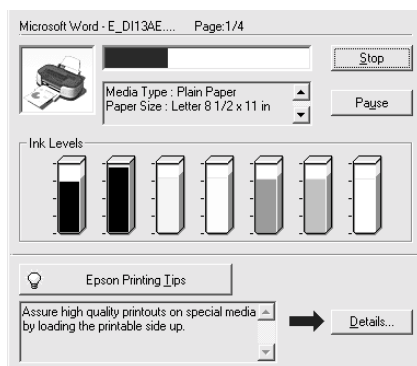 Microsoft Word - E_DI13AE.... Page:1/4
Stop
Media Type : Plain Paper
Paper Size : Letter 8 1/2 x 11 in
Pause
Ink Levels
Epson Printing Tips
Assure high quality printouts on special media
by loading the printable side up.
Details...